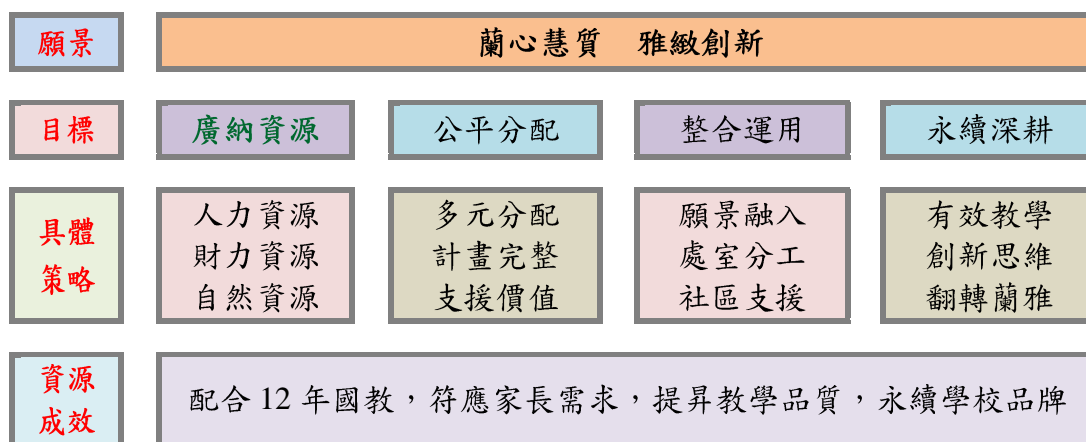 願景
蘭心慧質　雅緻創新
目標
廣納資源
公平分配
整合運用
永續深耕
具體
策略
人力資源
財力資源
自然資源
多元分配
計畫完整
支援價值
願景融入
處室分工
社區支援
有效教學
創新思維
翻轉蘭雅
資源
成效
配合 12 年國教，符應家長需求，提昇教學品質，永續學校品牌